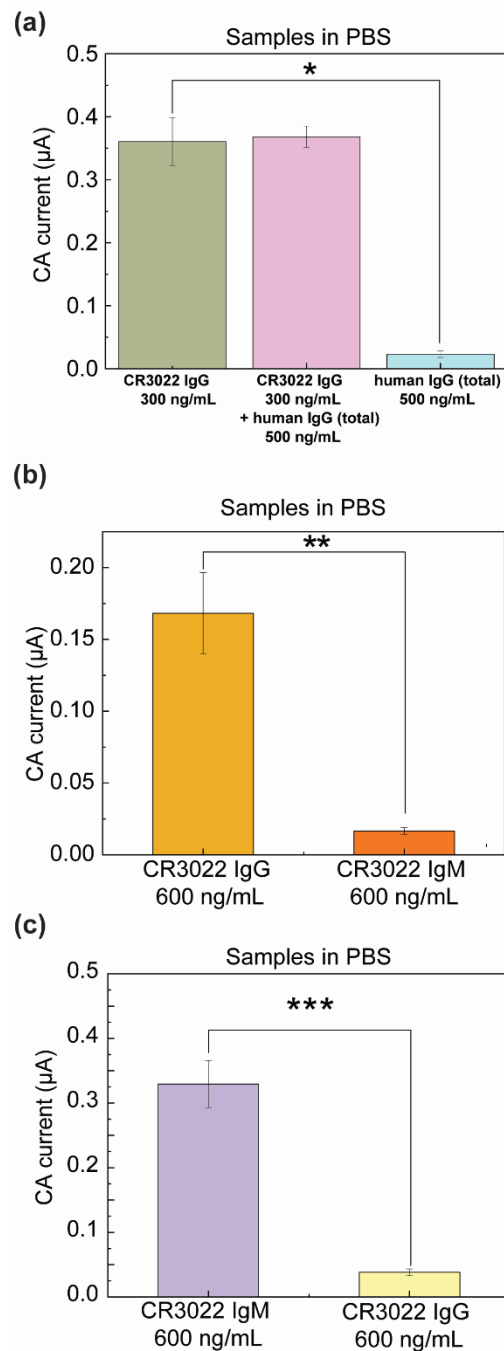 (a)
Samples in PBS
*
0.5
0.4
0.3
0.2
0.1
0.0
CA current (µA)
CR3022 IgG
300 ng/mL
CR3022 IgG
300 ng/mL
+ human IgG (total)
500 ng/mL
human IgG (total)
500 ng/mL
(b)
Samples in PBS
**
0.20
0.15
0.10
0.05
0.00
CA current (µA)
CR3022 IgG
600 ng/mL
CR3022 IgM
600 ng/mL
(c)
Samples in PBS
***
0.5
0.4
0.3
0.2
0.1
0.0
CA current (µA)
CR3022 IgM
600 ng/mL
CR3022 IgG
600 ng/mL